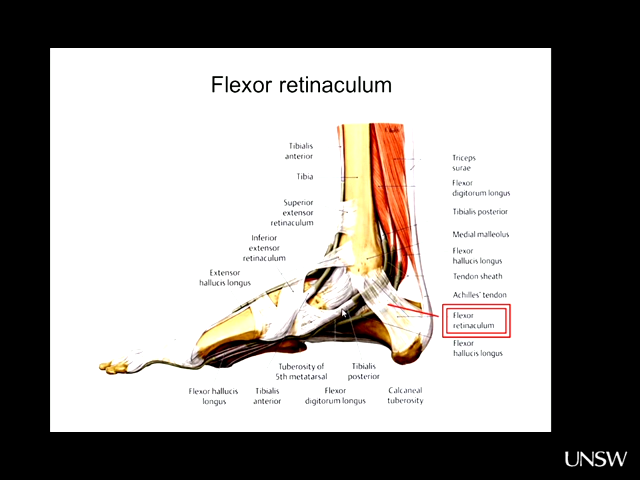 Flexor retinaculum
Tibialis
anterior
Tibia
Superior
extensor
retinaculum
Inferior
extensor
retinaculum
Extensor
hallucis longus
Triceps
surae
Flexor
digitorum longus
Tibialis posterior
Medial malleolus
Flexor
hallucis longus
Tendon sheath
Achilles' tendon
Flexor
retinaculum
Flexor
hallucis longus
Tuberosity of
5th metatarsal
Tibialis
posterior
Flexor hallucis
longus
Tibialis
anterior
Flexor
digitorum longus
Calcaneal
tuberosity
UNSW